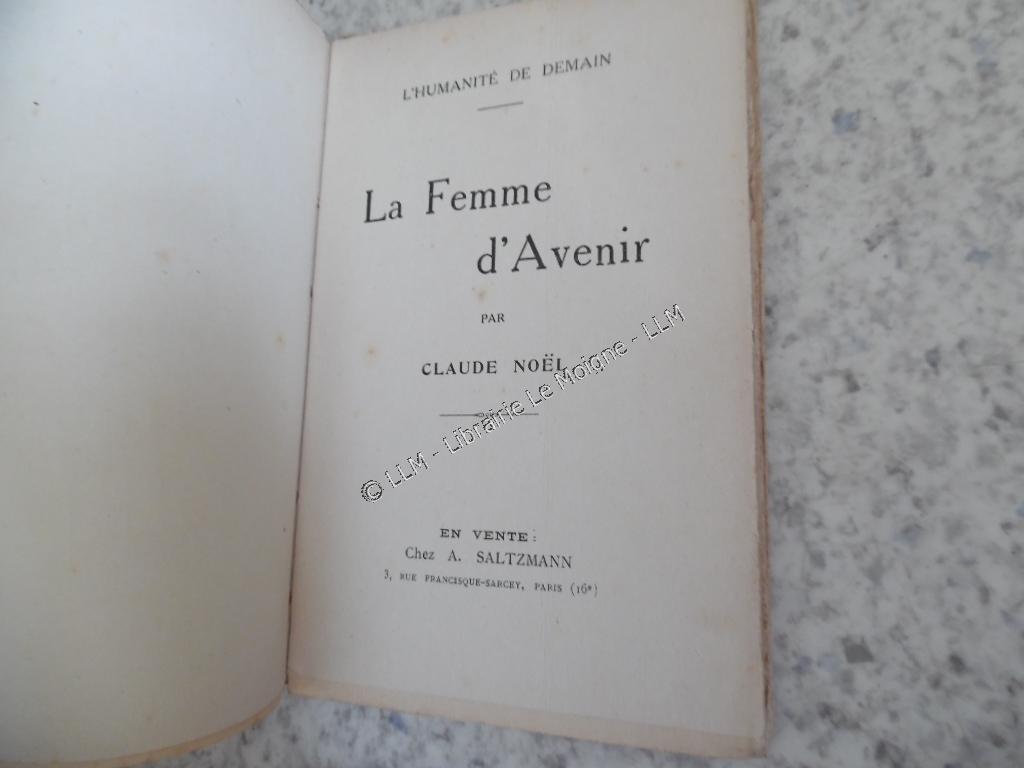 L'HUMANITÉ DE DEMAIN
La Femme
d'Avenir
PAR
CLAUDE NOËL
© LLM - Librairie Le Moigne - LLM
EN VENTE :
Chez A. SALTZMANN
3, RUE FRANCISQUE-SARCEY, PARIS (16e)